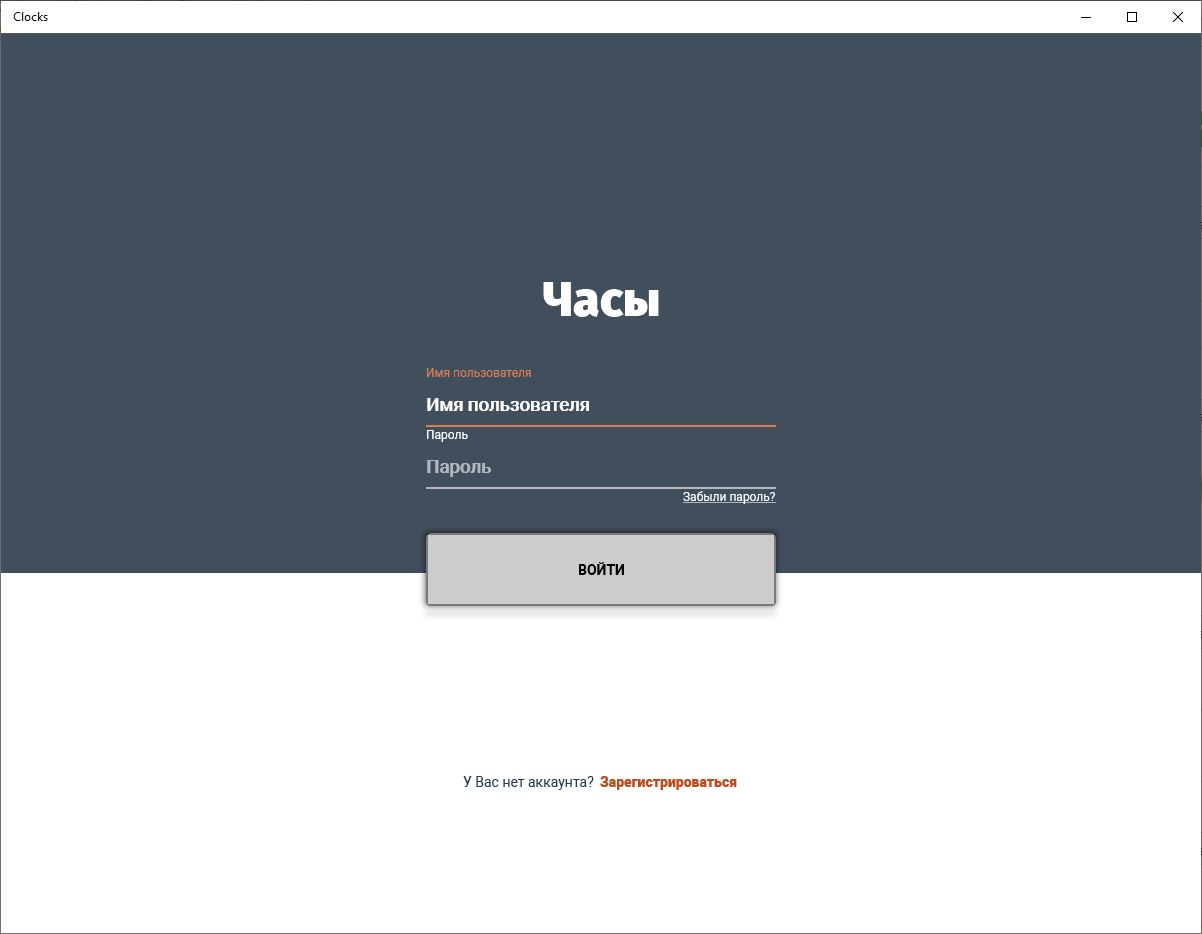 Clocks
Часы
Имя пользователя
Имя пользователя
Пароль
Пароль
Забыли пароль?
ВОЙТИ
У Вас нет аккаунта? Зарегистрироваться